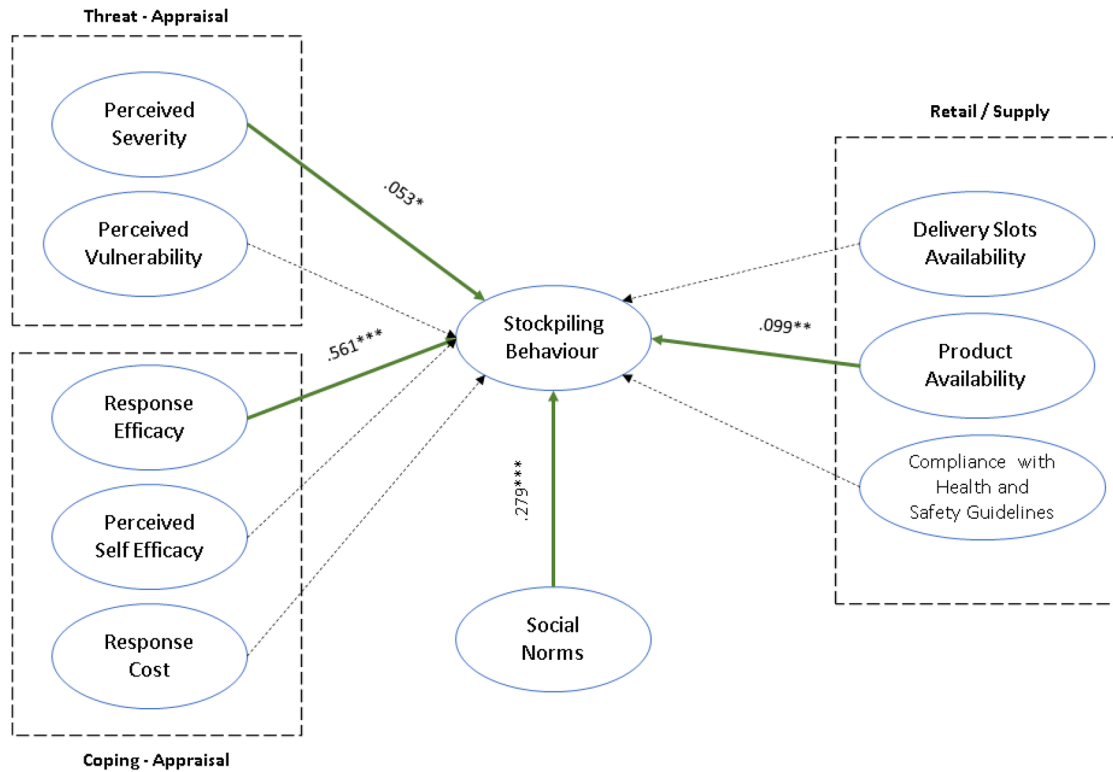 Threat - Appraisal
Perceived
Severity
Perceived
Vulnerability
Response
Efficacy
Perceived
Self Efficacy
Response
Cost
Coping - Appraisal
.053*
.561***
Stockpiling
Behaviour
.279***
Social
Norms
.099**
Retail / Supply
Delivery Slots
Availability
Product
Availability
Compliance with
Health and
Safety Guidelines